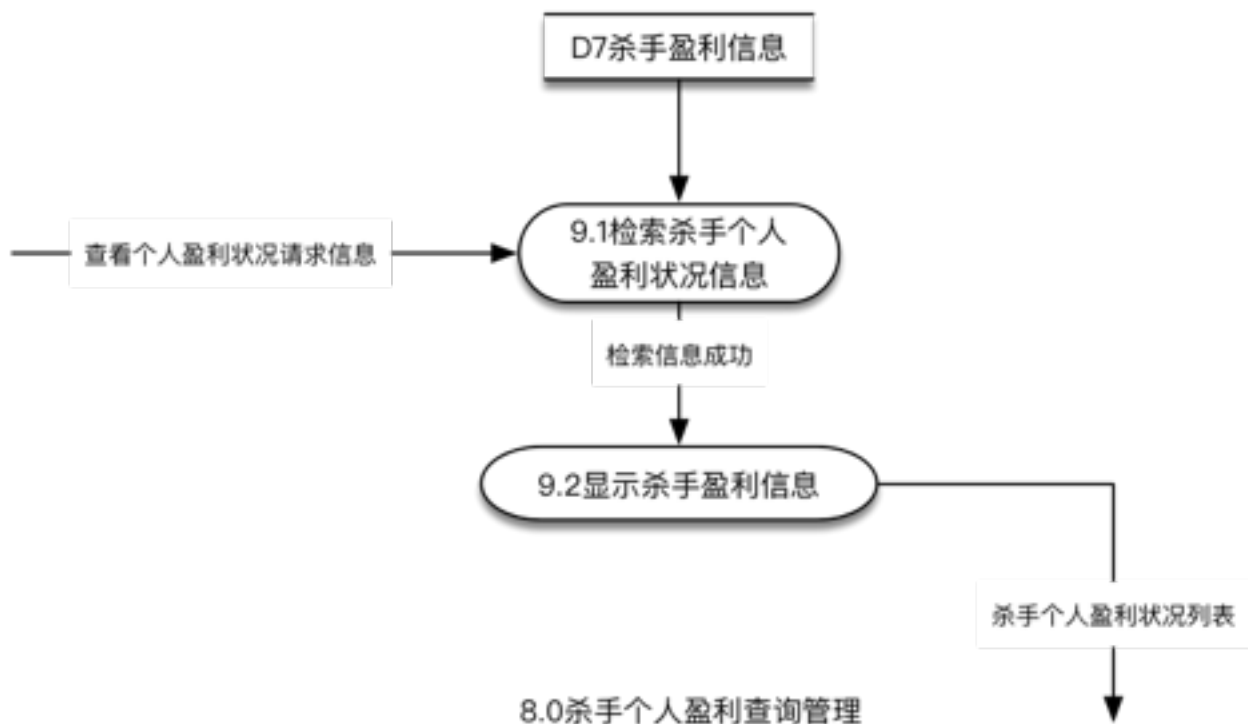 D7杀手盈利信息
查看个人盈利状况请求信息
9.1检索杀手个人
盈利状况信息
检索信息成功
9.2显示杀手盈利信息
杀手个人盈利状况列表
8.0杀手个人盈利查询管理